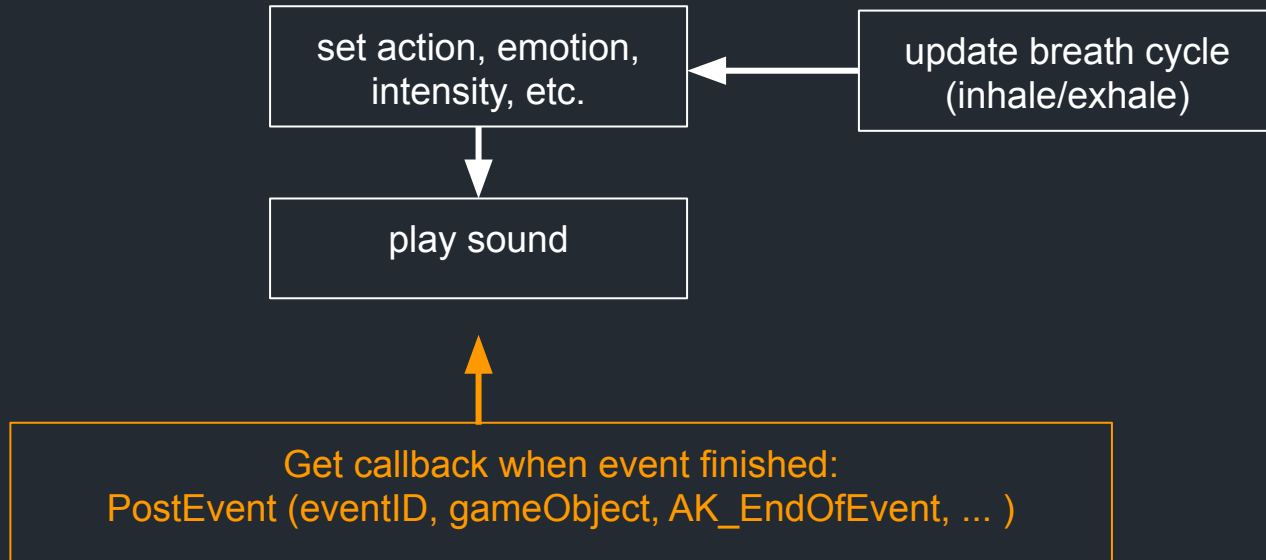 set action, emotion,
intensity, etc.
update breath cycle
(inhale/exhale)
play sound
Get callback when event finished:
PostEvent (eventID, gameObject, AK_EndOfEvent, ... )